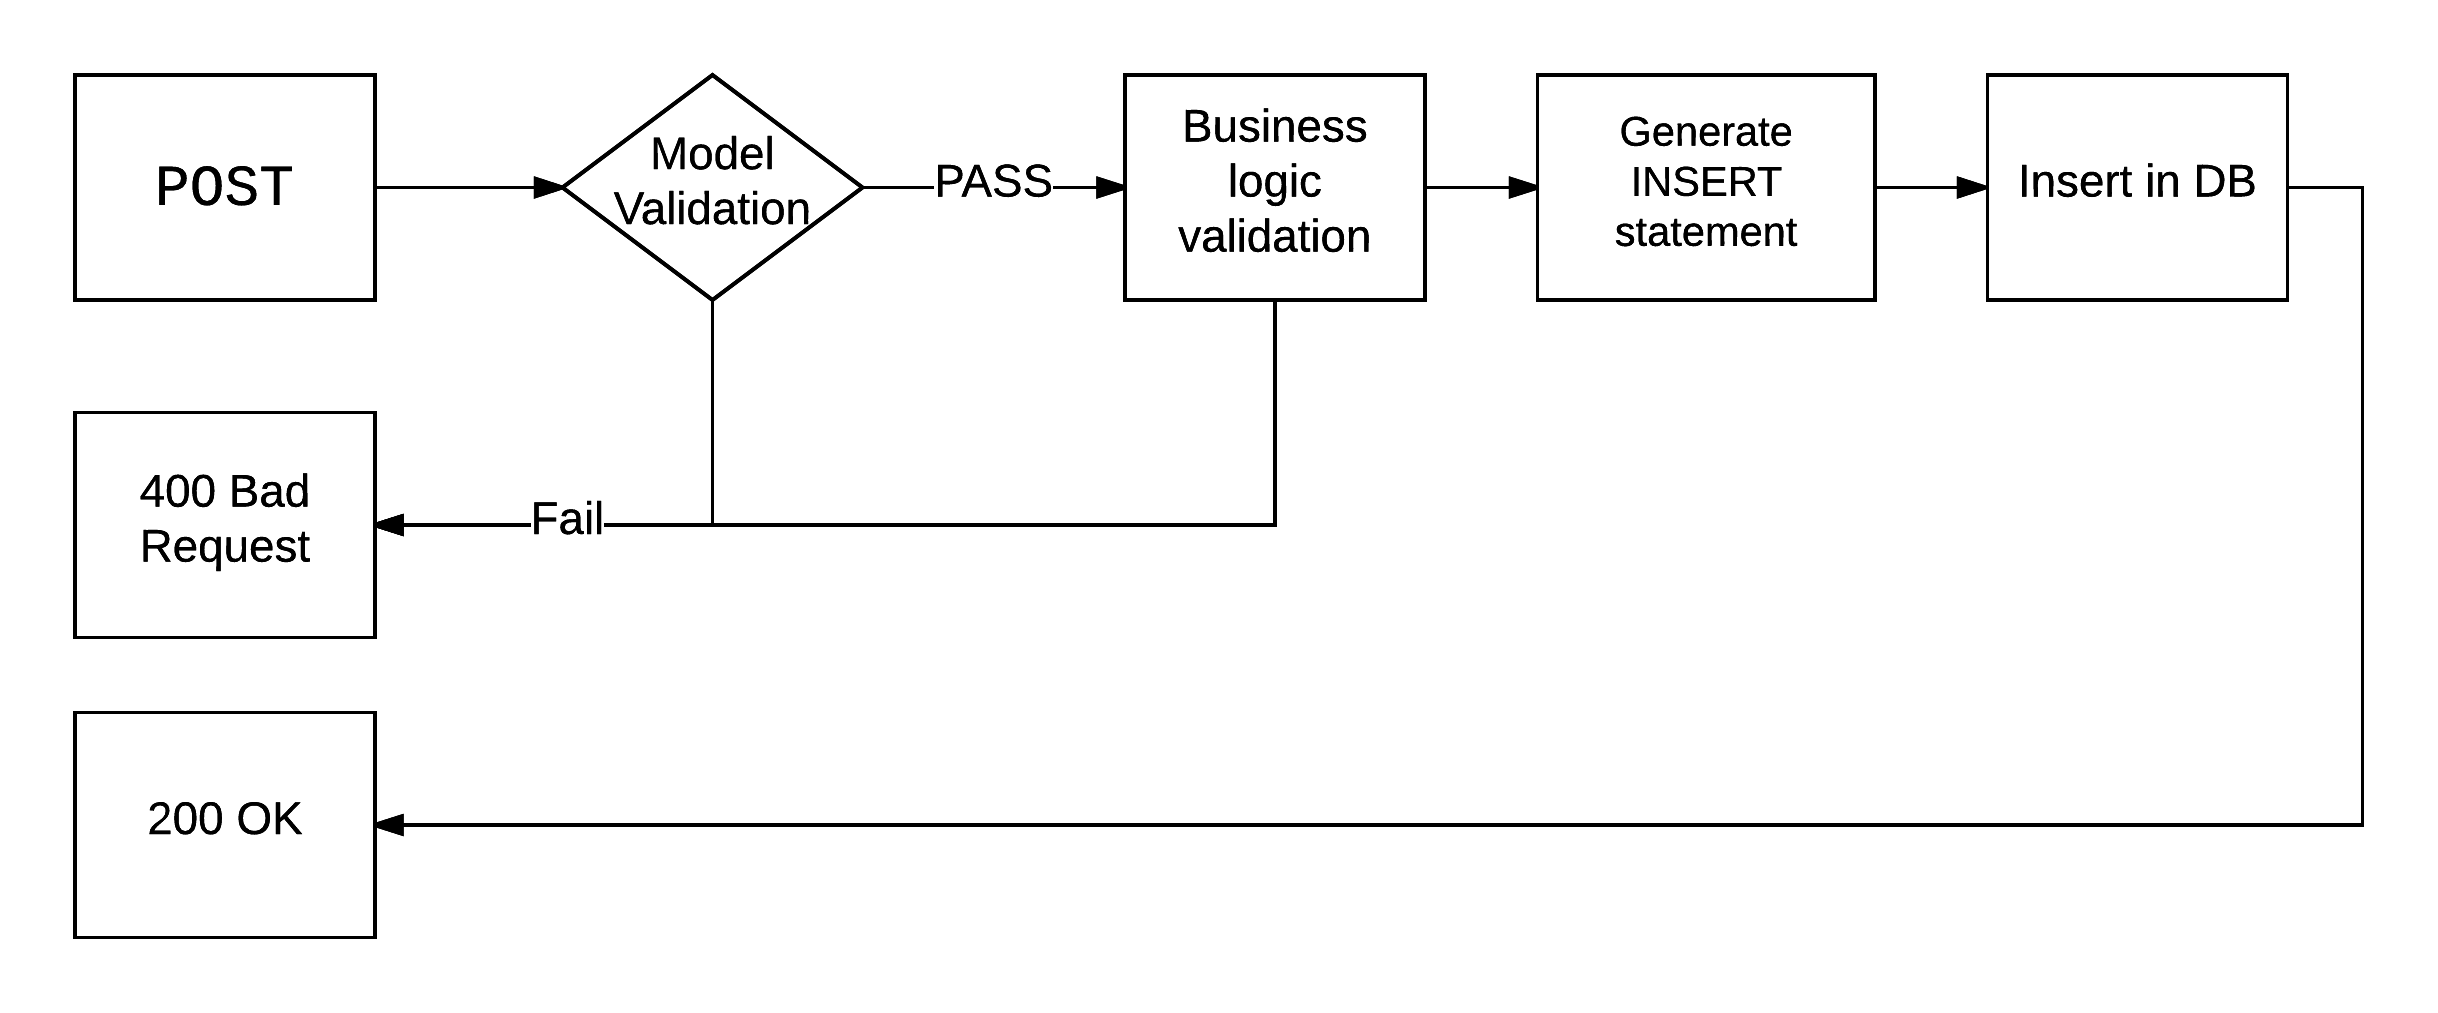 POST
Model
Validation
PASS
Business
logic
validation
Generate
INSERT
statement
Insert in DB
400 Bad
Request
Fail
200 OK